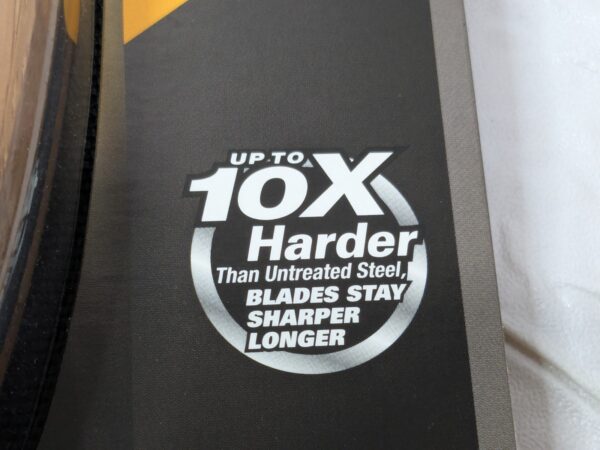 UP TO
10X
Harder
Than Untreated Steel,
BLADES STAY
SHARPER
LONGER